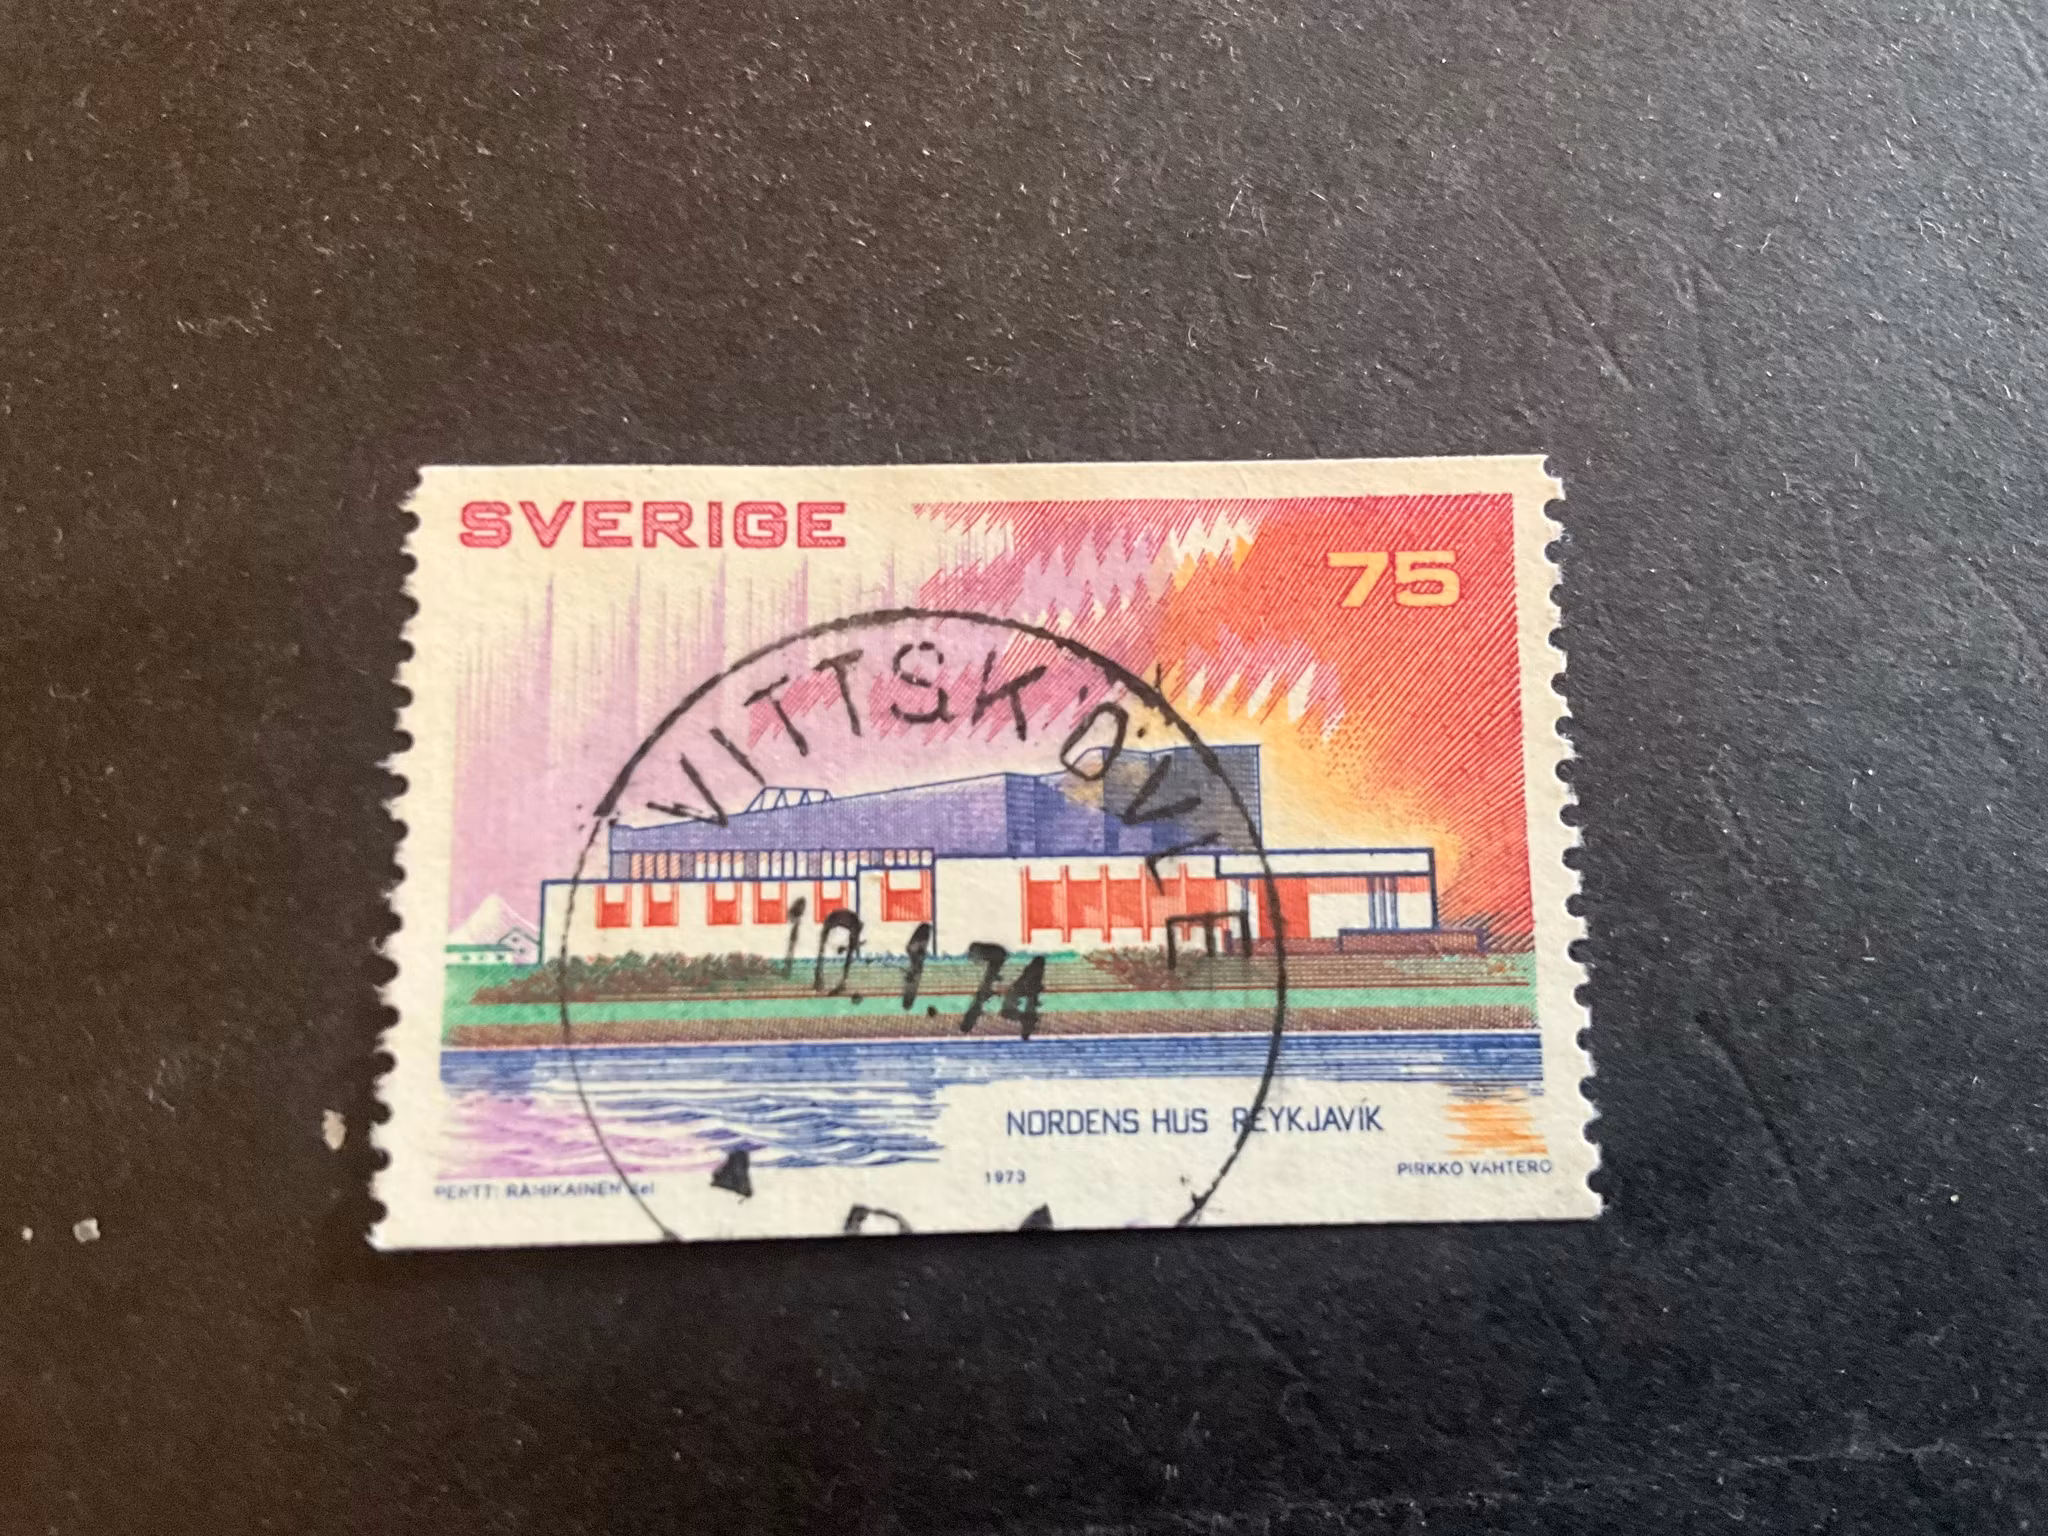 SVERIGE
75
VITTSKÖVLE
10.1.74
NORDENS HUS REYKJAVÍK
1973
PIRKKO VAHTERO
PENTTI RAHIKAINEN del